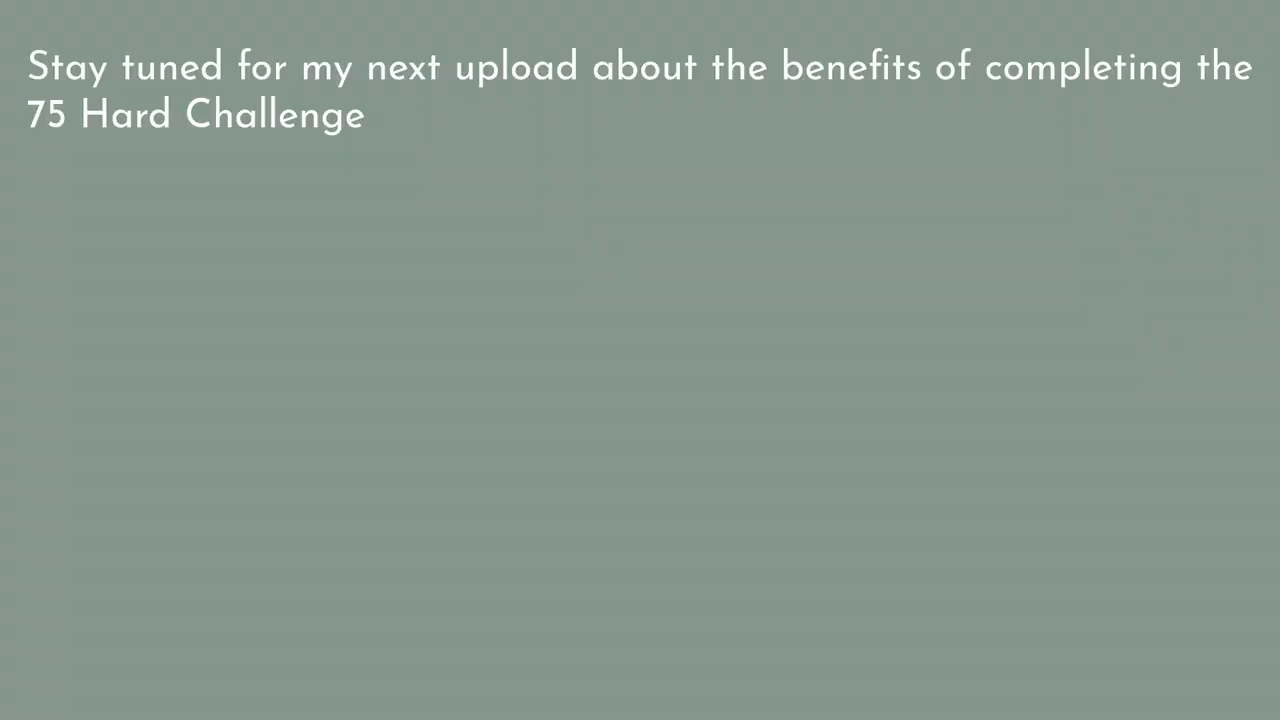 Stay tuned for my next upload about the benefits of completing the
75 Hard Challenge